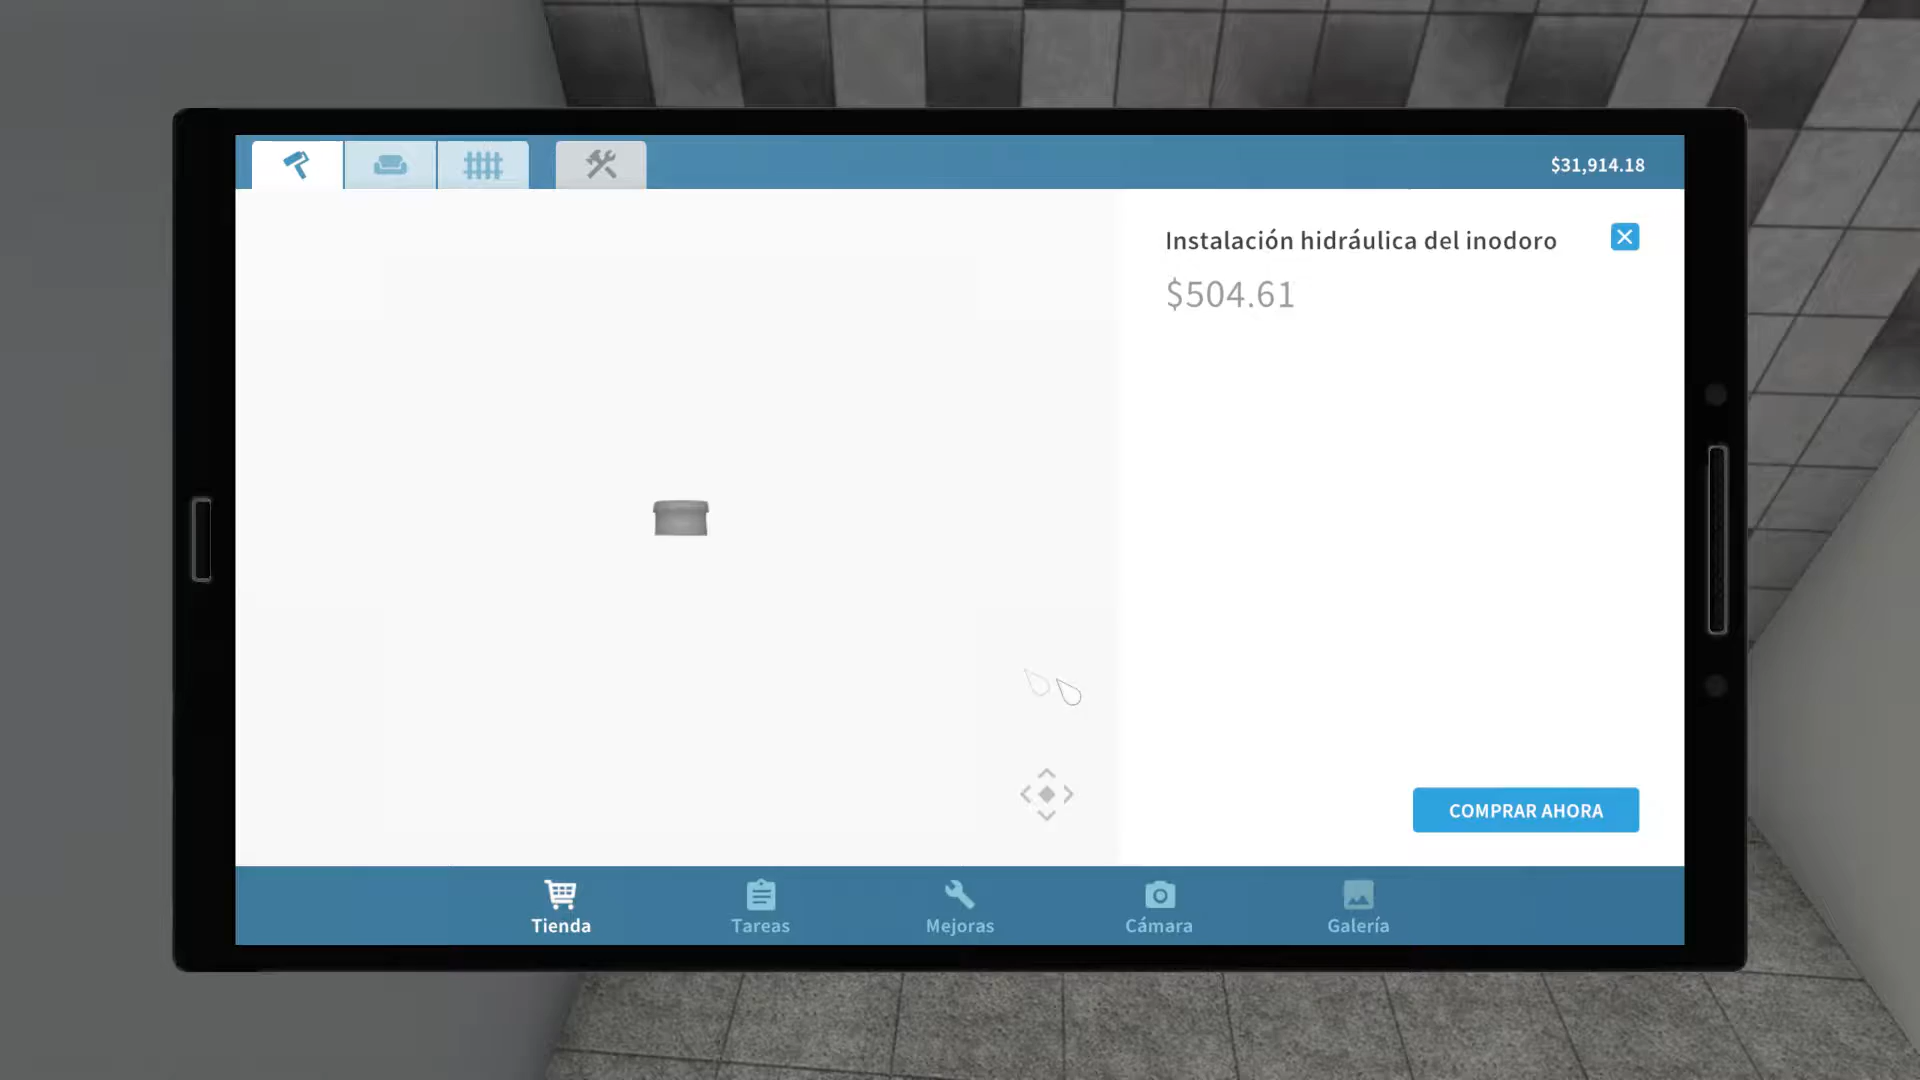 $31,914.18
Instalación hidráulica del inodoro
$504.61
COMPRAR AHORA
Tienda
Tareas
Mejoras
Cámara
Galería